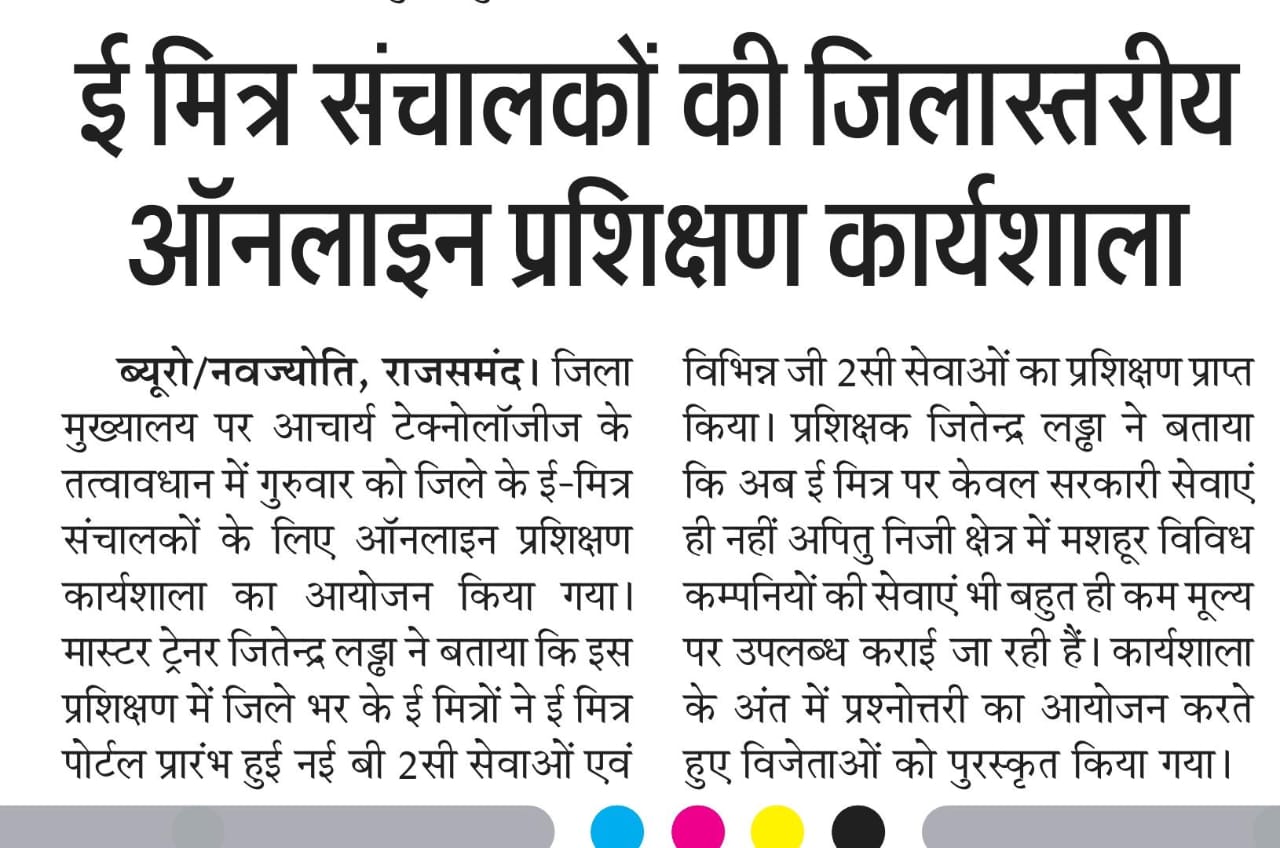 ई मित्र संचालकों की जिलास्तरीय
ऑनलाइन प्रशिक्षण कार्यशाला
ब्यूरो/नवज्योति, राजसमंद। जिला
मुख्यालय पर आचार्य टेक्नोलॉजीज के
तत्वावधान में गुरुवार को जिले के ई-मित्र
संचालकों के लिए ऑनलाइन प्रशिक्षण
कार्यशाला का आयोजन किया गया।
मास्टर ट्रेनर जितेन्द्र लड्ढा ने बताया कि इस
प्रशिक्षण में जिले भर के ई मित्रों ने ई मित्र
पोर्टल प्रारंभ हुई नई बी 2सी सेवाओं एवं
विभिन्न जी 2सी सेवाओं का प्रशिक्षण प्राप्त
किया। प्रशिक्षक जितेन्द्र लड्ढा ने बताया
कि अब ई मित्र पर केवल सरकारी सेवाएं
ही नहीं अपितु निजी क्षेत्र में मशहूर विविध
कम्पनियों की सेवाएं भी बहुत ही कम मूल्य
पर उपलब्ध कराई जा रही हैं। कार्यशाला
के अंत में प्रश्नोत्तरी का आयोजन करते
हुए विजेताओं को पुरस्कृत किया गया।